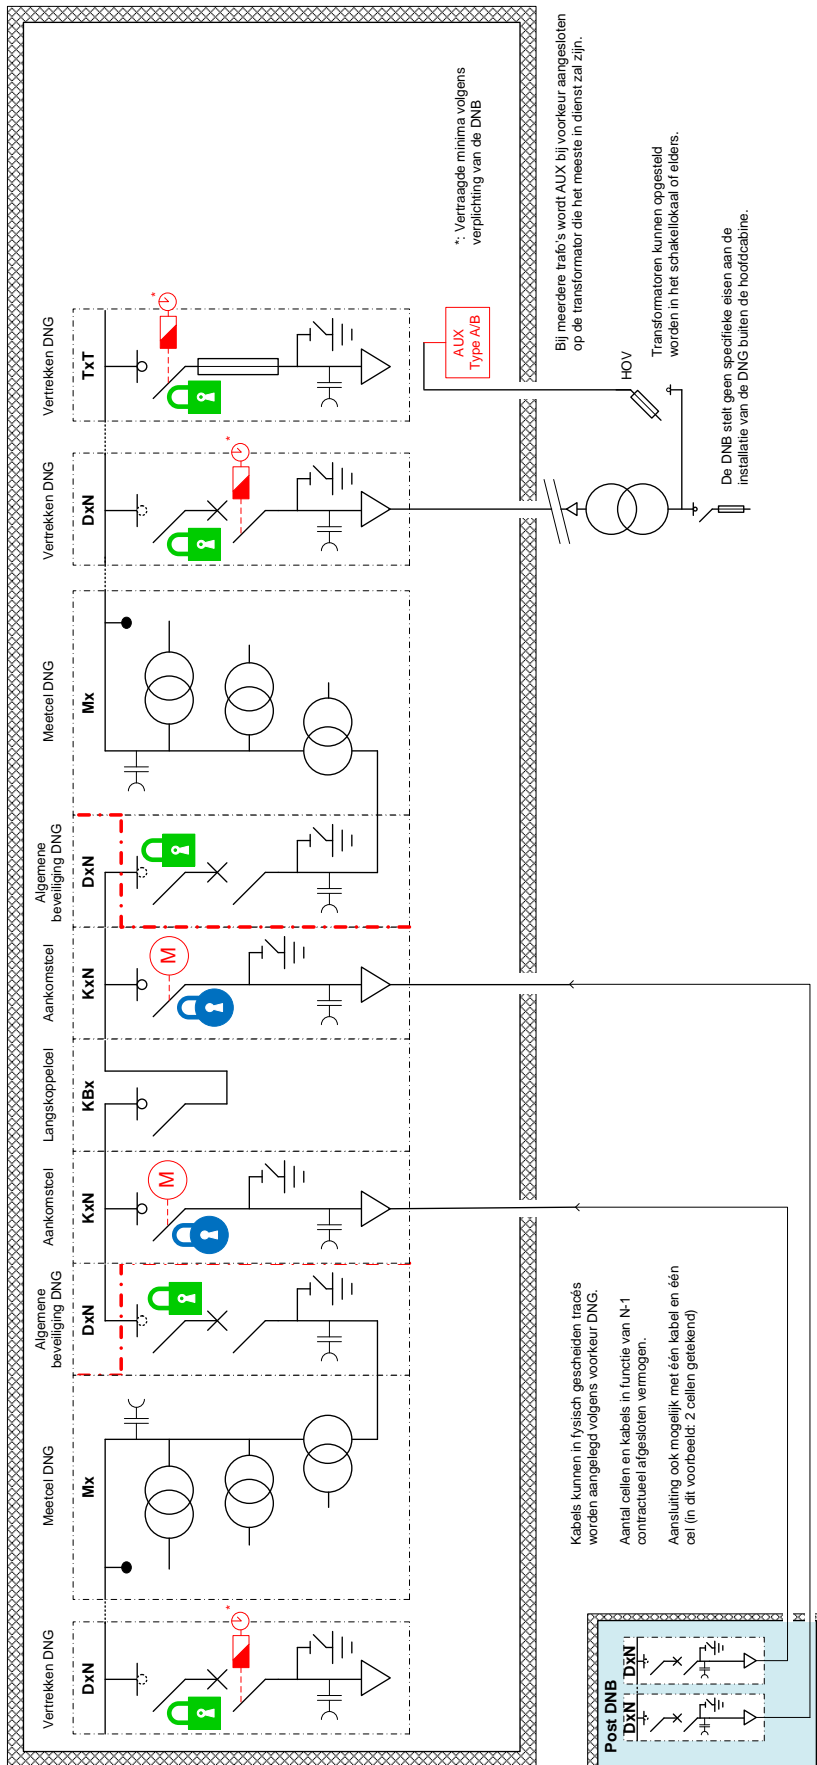 Vertrekken DNG
DxN
*
Meetcel DNG
Mx
Algemene
beveiliging DNG
DxN
Aankomstcel
KxN
M
Langskoppelcel
KBx
Aankomstcel
KxN
M
Algemene
beveiliging DNG
DxN
Meetcel DNG
Mx
Vertrekken DNG
DxN
*
Vertrekken DNG
TxT
*
*: Vertraagde minima volgens
verplichting van de DNB
AUX
Type A/B
Bij meerdere trafo's wordt AUX bij voorkeur aangesloten
op de transformator die het meeste in dienst zal zijn.
HOV
Transformatoren kunnen opgesteld
worden in het schakellokaal of elders.
De DNB stelt geen specifieke eisen aan de
installatie van de DNG buiten de hoofdcabine.
Kabels kunnen in fysisch gescheiden tracés
worden aangelegd volgens voorkeur DNG.
Aantal cellen en kabels in functie van N-1
contractueel afgesloten vermogen.
Aansluiting ook mogelijk met één kabel en één
cel (in dit voorbeeld: 2 cellen getekend)
Post DNB
DxN
DxN